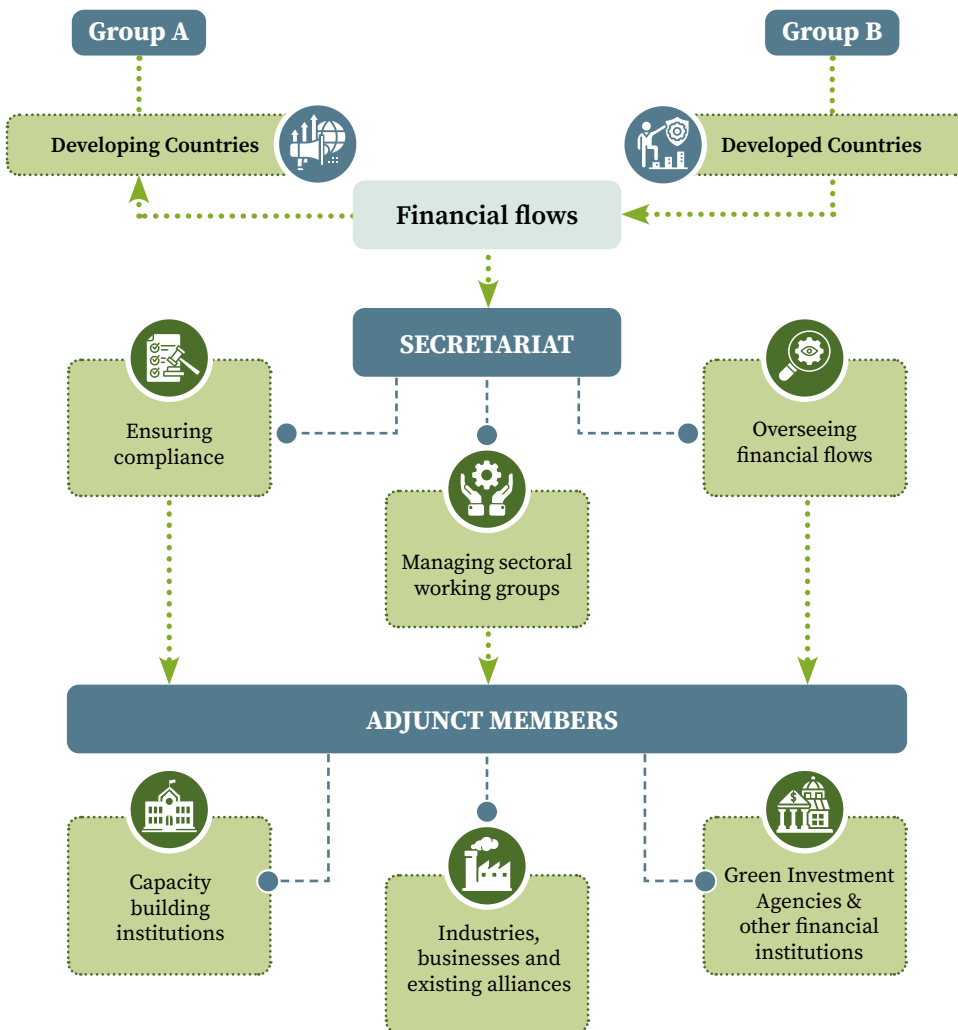 Group A
Group B
Developing Countries
Developed Countries
Financial flows
SECRETARIAT
Ensuring
compliance
Overseeing
financial flows
Managing sectoral
working groups
ADJUNCT MEMBERS
Capacity
building
institutions
Industries,
businesses and
existing alliances
Green Investment
Agencies &
other financial
institutions